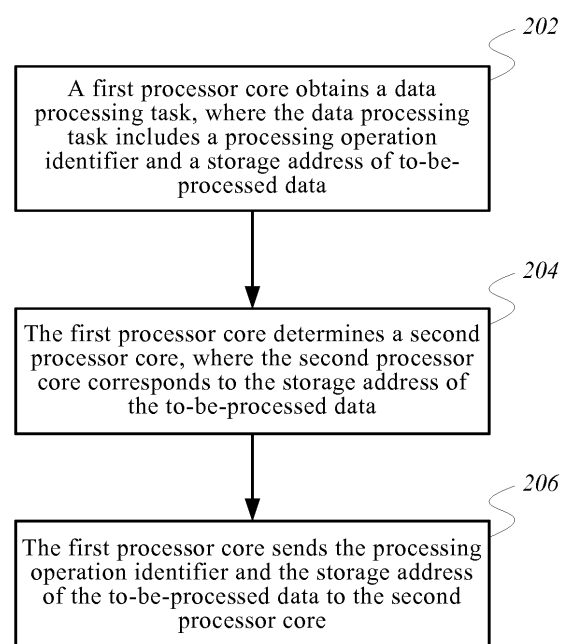 202
A first processor core obtains a data
processing task, where the data processing
task includes a processing operation
identifier and a storage address of to-be-
processed data
204
The first processor core determines a second
processor core, where the second processor
core corresponds to the storage address of
the to-be-processed data
206
The first processor core sends the processing
operation identifier and the storage address
of the to-be-processed data to the second
processor core